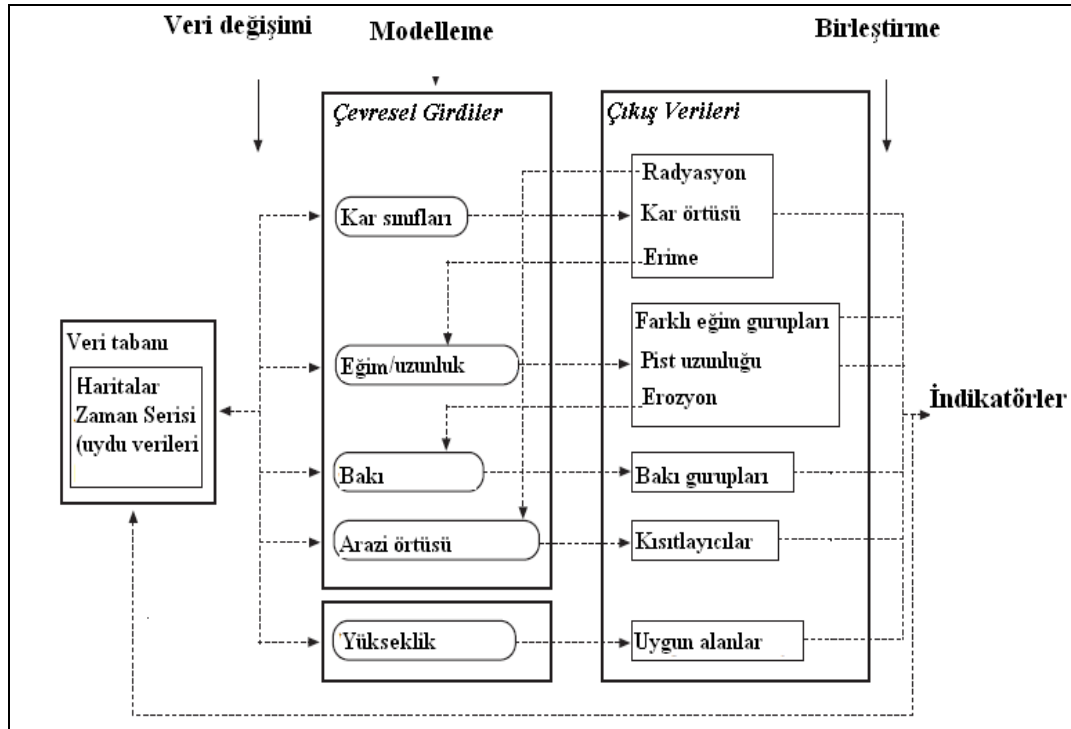 Veri değişimi
Modelleme
Birleştirme
Çevresel Girdiler
Kar sınıfları
Eğim/uzunluk
Bakı
Arazi örtüsü
Yükseklik
Çıkış Verileri
Radyasyon
Kar örtüsü
Erime
Farklı eğim gurupları
Pist uzunluğu
Erozyon
Bakı gurupları
Kısıtlayıcılar
Uygun alanlar
Veri tabanı
Haritalar
Zaman Serisi
(uydu verileri
İndikatörler